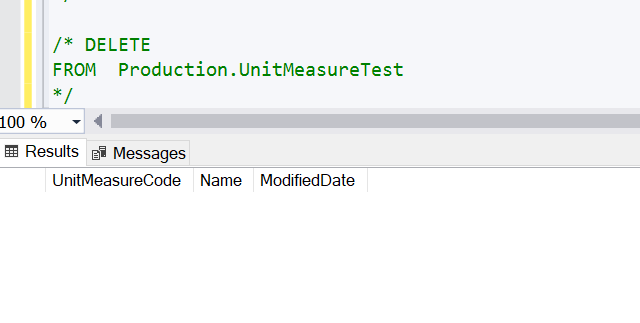 /* DELETE
FROM  Production.UnitMeasureTest
*/
100 %
Results Messages
UnitMeasureCode Name ModifiedDate